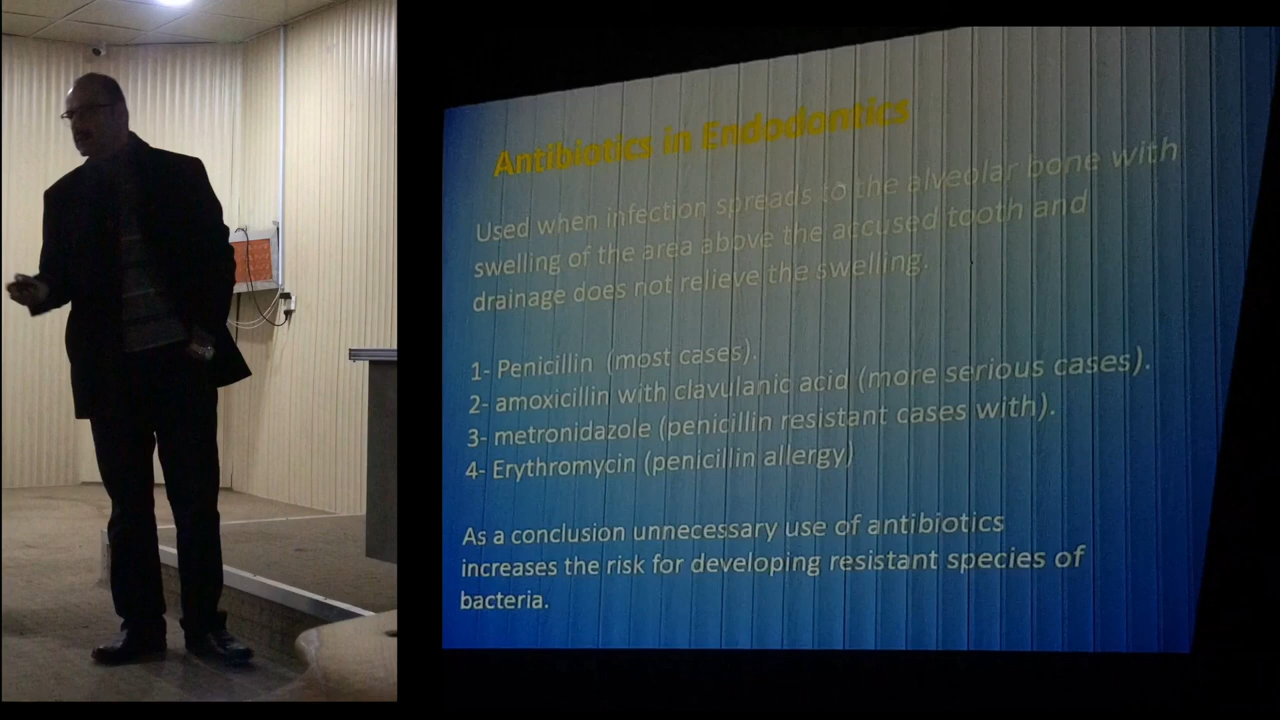 Antibiotics in Endodontics
Used when infection spreads to the alveolar bone with
swelling of the area above the accused tooth and
drainage does not relieve the swelling.
1- Penicillin (most cases).
2- amoxicillin with clavulanic acid (more serious cases).
3- metronidazole (penicillin resistant cases with).
4- Erythromycin (penicillin allergy)
As a conclusion unnecessary use of antibiotics
increases the risk for developing resistant species of
bacteria.